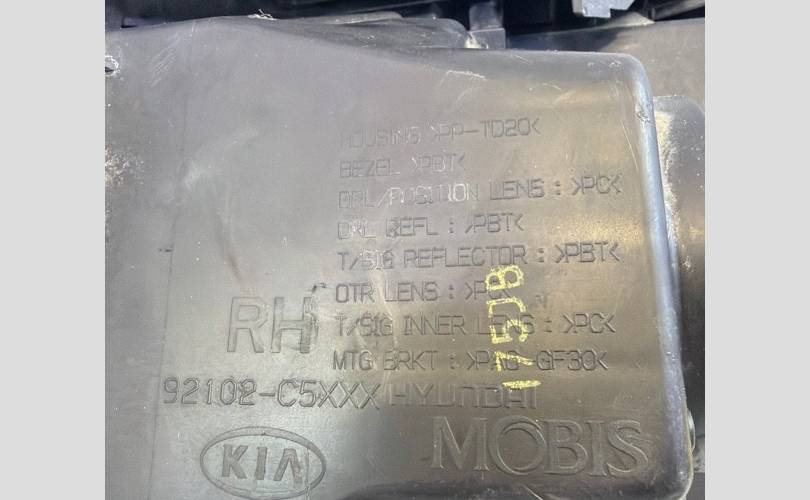 HOUSING >PP-TD20<
BEZEL >PBT<
DRL/POSITION LENS : >PC<
DRL REFL : >PBT<
T/SIG REFLECTOR : >PBT<
OTR LENS :
T/SIG INNER LENS : >PC<
MTG BRKT : >PA6-GF30<
RH
92102-C5XXX HYUNDAI
KIA
MOBIS